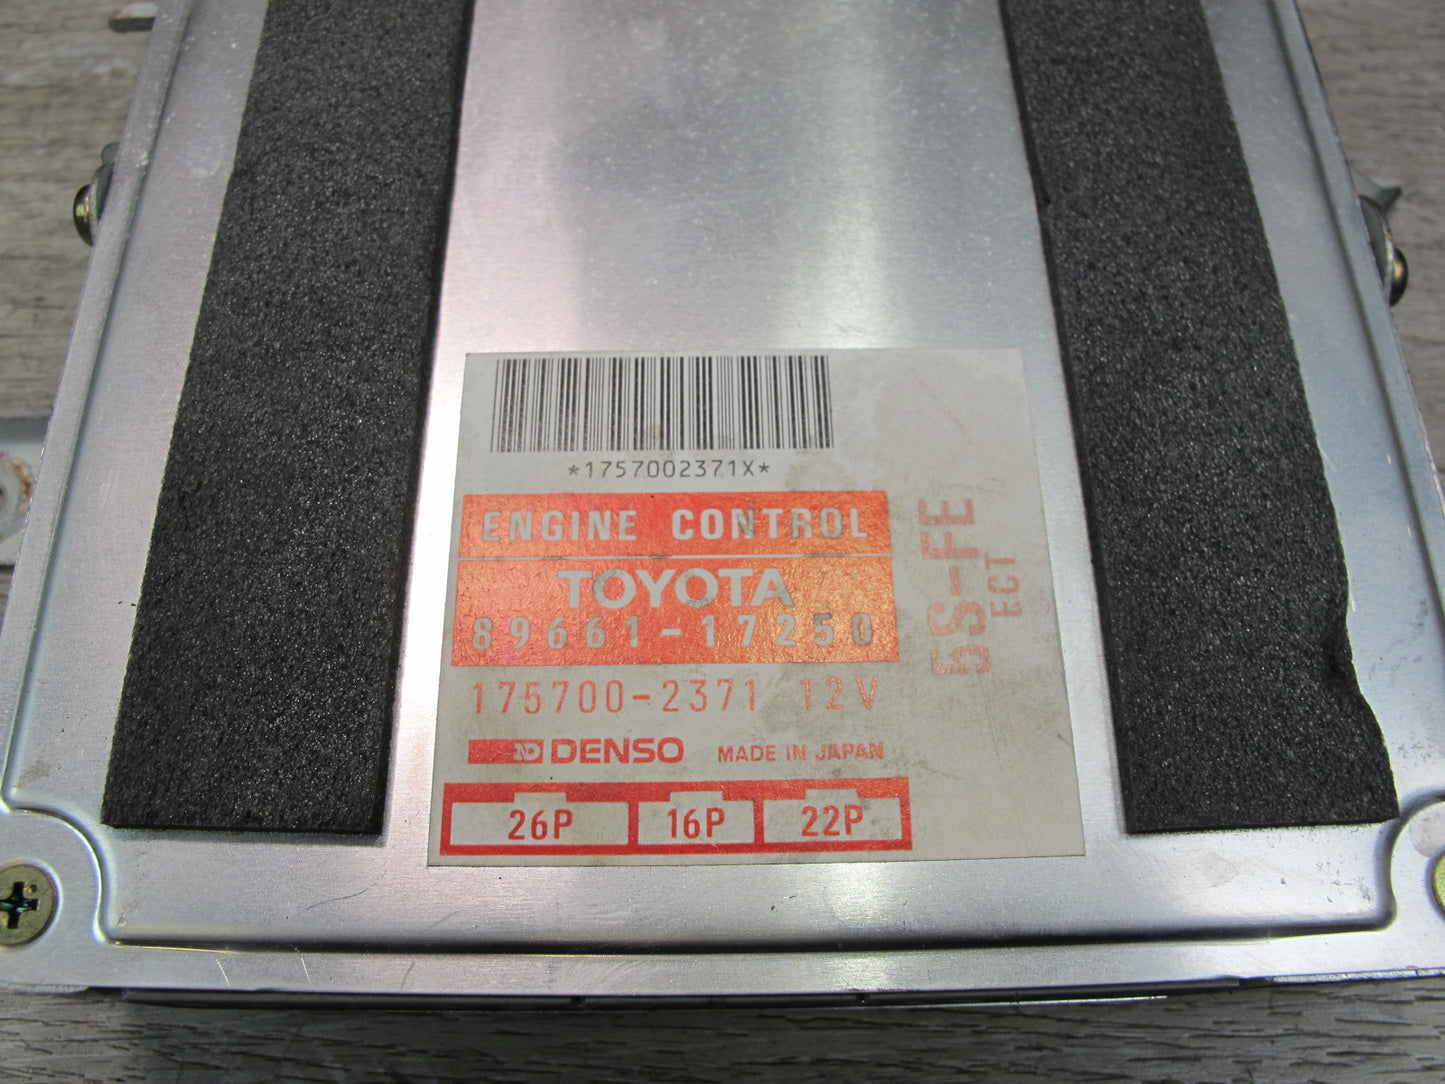 *1757002371X*
ENGINE CONTROL
TOYOTA
89661-17250
175700-2371 12V
ND DENSO MADE IN JAPAN
26P 16P 22P
5S-FE
ECT